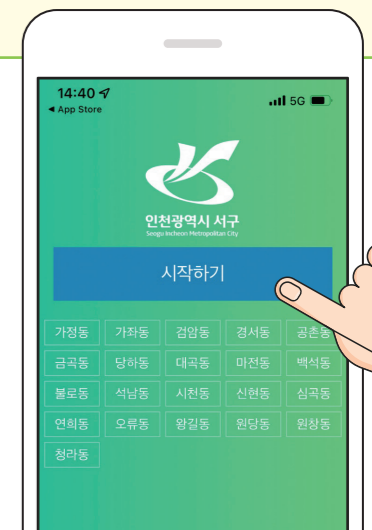 14:40
◀ App Store
5G
인천광역시 서구
Seogu Incheon Metropolitan City
시작하기
가정동 가좌동 검암동 경서동 공촌동
금곡동 당하동 대곡동 마전동 백석동
불로동 석남동 시천동 신현동 심곡동
연희동 오류동 왕길동 원당동 원창동
청라동